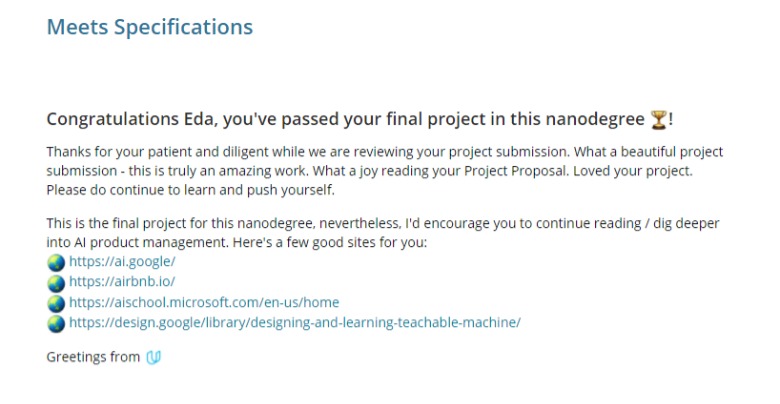 Meets Specifications
Congratulations Eda, you've passed your final project in this nanodegree 🏆!
Thanks for your patient and diligent while we are reviewing your project submission. What a beautiful project
submission - this is truly an amazing work. What a joy reading your Project Proposal. Loved your project.
Please do continue to learn and push yourself.
This is the final project for this nanodegree, nevertheless, I'd encourage you to continue reading / dig deeper
into AI product management. Here's a few good sites for you:
https://ai.google/
https://airbnb.io/
https://aischool.microsoft.com/en-us/home
https://design.google/library/designing-and-learning-teachable-machine/
Greetings from